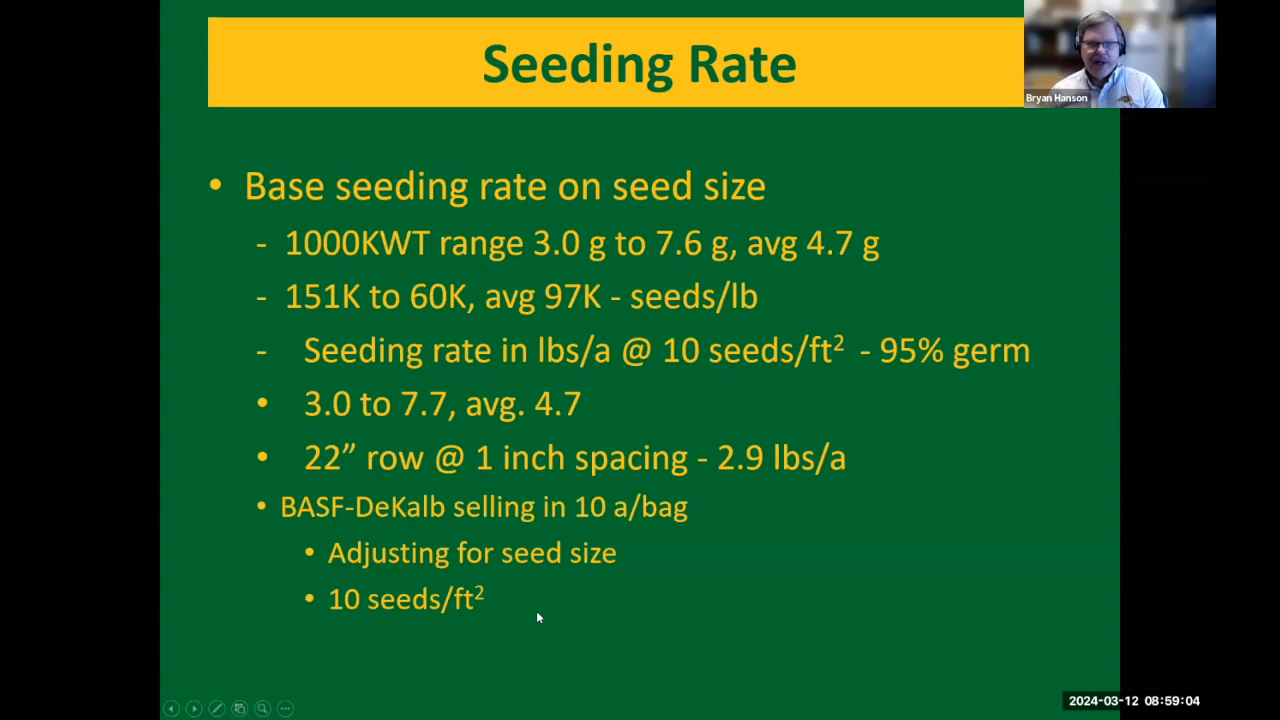 Seeding Rate
Bryan Hanson
• Base seeding rate on seed size
- 1000KWT range 3.0 g to 7.6 g, avg 4.7 g
- 151K to 60K, avg 97K - seeds/lb
- Seeding rate in lbs/a @ 10 seeds/ft² - 95% germ
• 3.0 to 7.7, avg. 4.7
• 22” row @ 1 inch spacing - 2.9 lbs/a
• BASF-DeKalb selling in 10 a/bag
• Adjusting for seed size
• 10 seeds/ft²
2024-03-12 08:59:04